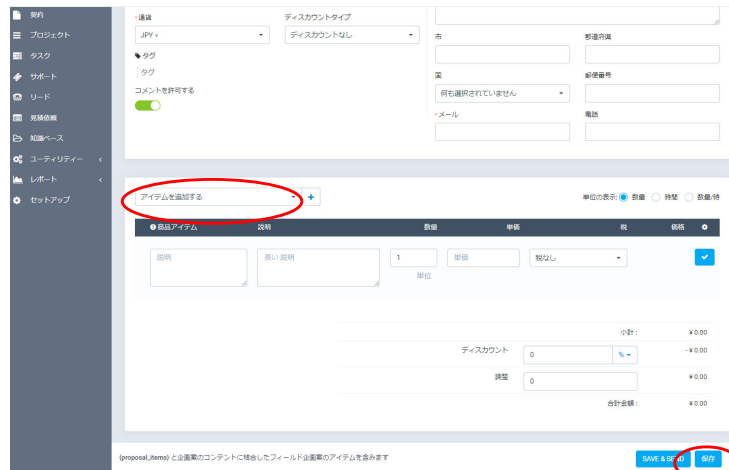 契約
プロジェクト
タスク
サポート
リード
見積依頼
知識ベース
ユーティリティー
レポート
セットアップ
*通貨
ディスカウントタイプ
JPY ¥
ディスカウントなし
タグ
タグ
コメントを許可する
市
都道府県
国
郵便番号
何も選択されていません
*メール
電話
アイテムを追加する
単位の表示: 数量 時間 数量/時
商品アイテム 説明 数量 単価 税 価格
説明 長い説明 1 単価 税なし
単位
小計 : ¥0.00
ディスカウント 0 % -¥0.00
調整 0 ¥0.00
合計金額 : ¥0.00
{proposal_items} と企画案のコンテントに結合したフィールド企画案のアイテムを含みます
SAVE & SEND 保存